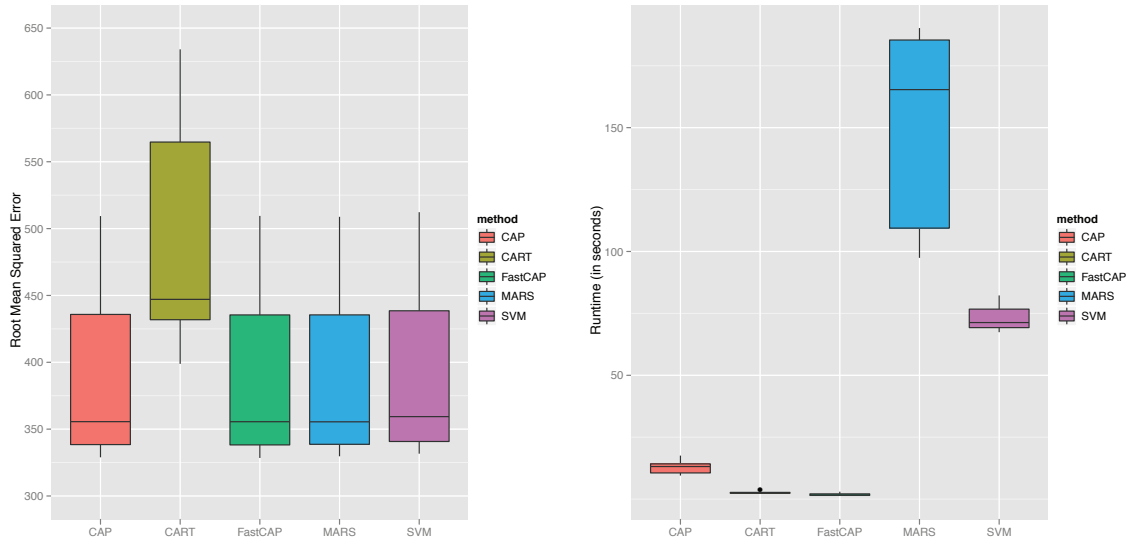 Root Mean Squared Error
650
600
550
500
450
400
350
300
CAP
CART
FastCAP
MARS
SVM
method
CAP
CART
FastCAP
MARS
SVM
Runtime (in seconds)
150
100
50
CAP
CART
FastCAP
MARS
SVM
method
CAP
CART
FastCAP
MARS
SVM